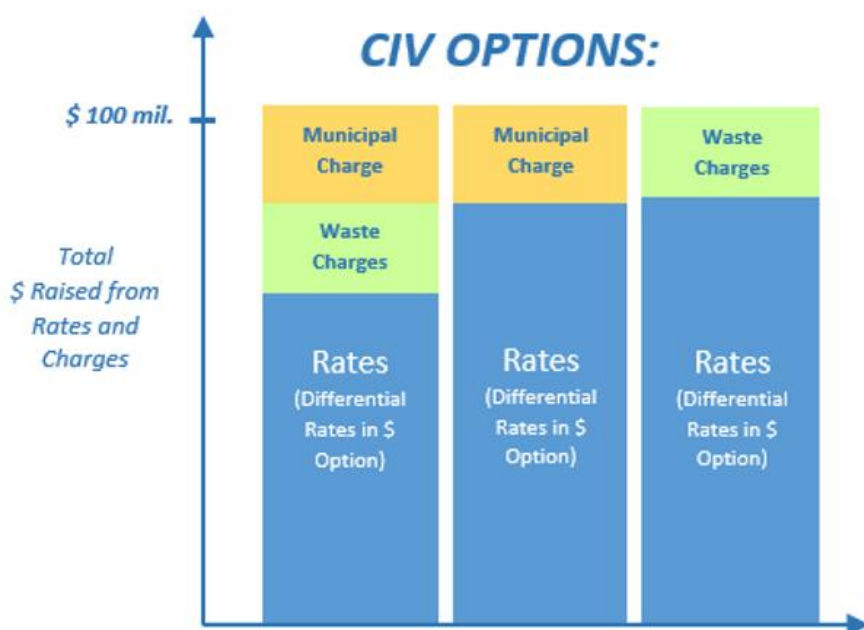 CIV OPTIONS:
$ 100 mil.
Total
$ Raised from
Rates and
Charges
Municipal
Charge
Waste
Charges
Rates
(Differential
Rates in $
Option)
Municipal
Charge
Rates
(Differential
Rates in $
Option)
Waste
Charges
Rates
(Differential
Rates in $
Option)